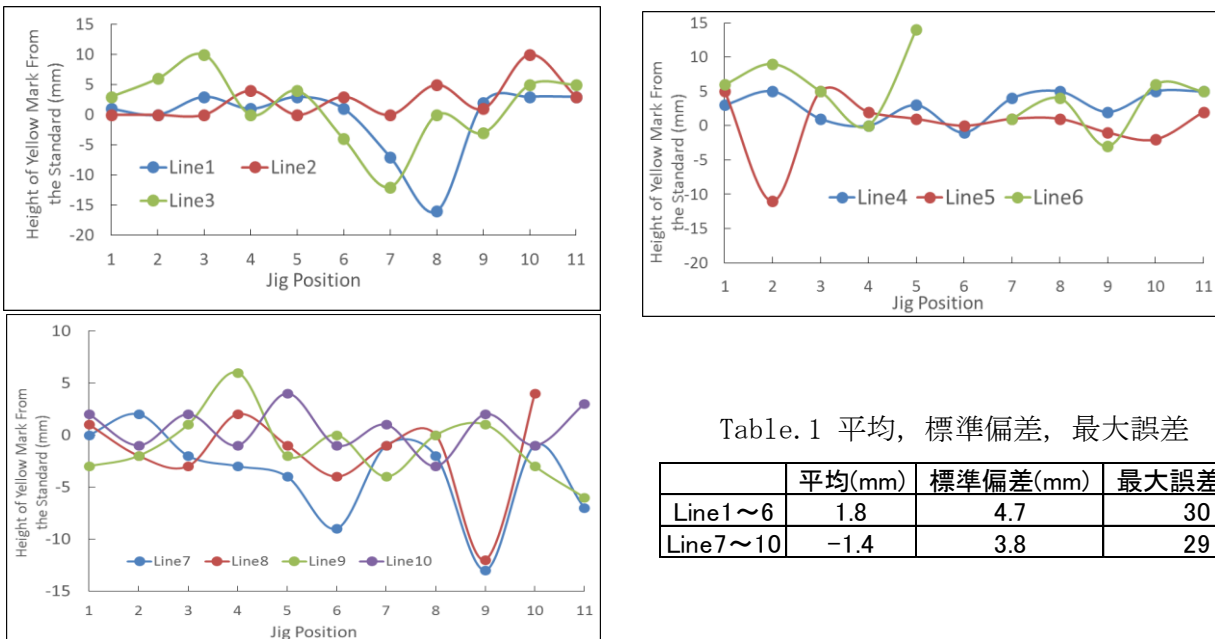 Height of Yellow Mark From
the Standard (mm)
15
10
5
0
-5
-10
-15
-20
Line1 Line2
Line3
1 2 3 4 5 6 7 8 9 10 11
Jig Position
Height of Yellow Mark From
the Standard (mm)
15
10
5
0
-5
-10
-15
-20
Line4 Line5 Line6
1 2 3 4 5 6 7 8 9 10 11
Jig Position
Height of Yellow Mark From
the Standard (mm)
10
5
0
-5
-10
-15
Line7 Line8 Line9 Line10
1 2 3 4 5 6 7 8 9 10 11
Jig Position
Table.1 平均, 標準偏差, 最大誤差
平均(mm) 標準偏差(mm) 最大誤差
Line1～6 1.8 4.7 30
Line7～10 −1.4 3.8 29